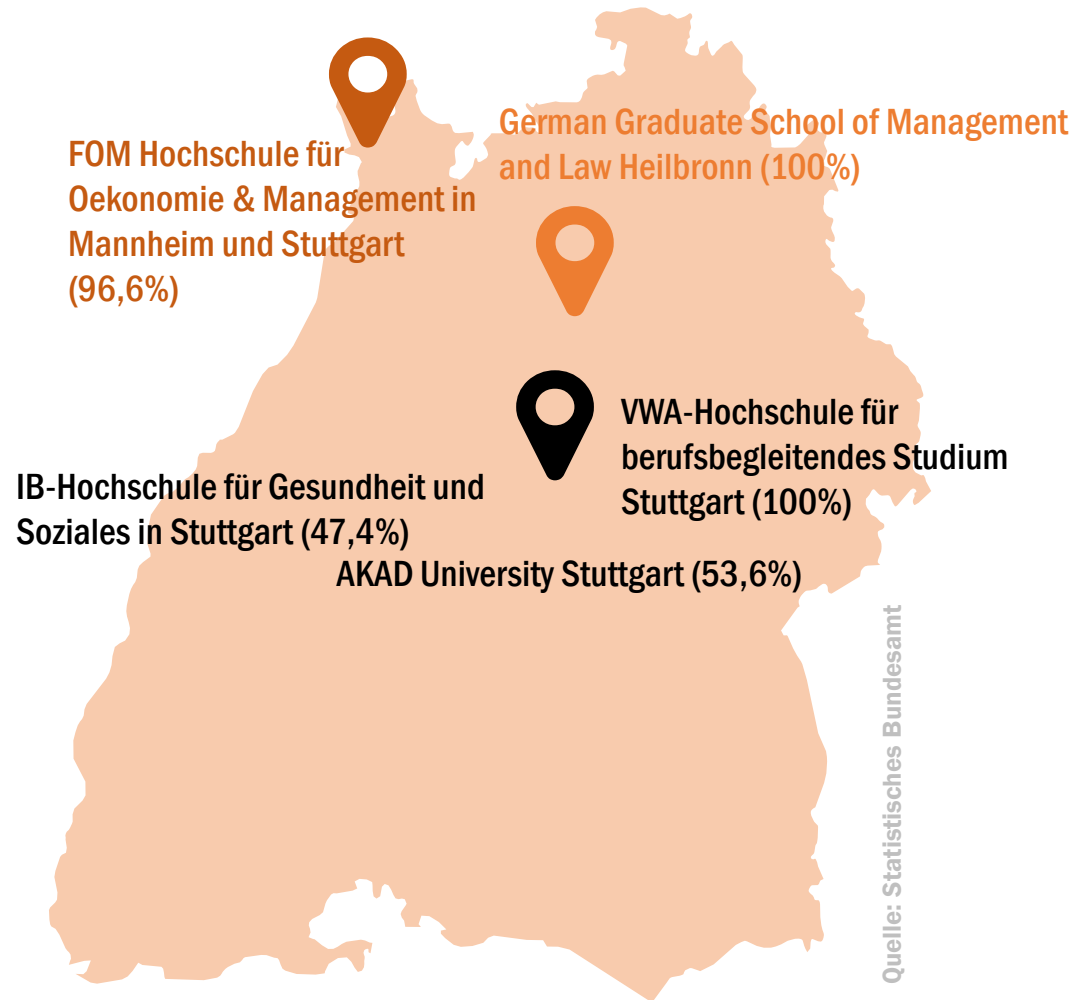 German Graduate School of Management
and Law Heilbronn (100%)
FOM Hochschule für
Oekonomie & Management in
Mannheim und Stuttgart
(96,6%)
VWA-Hochschule für
berufsbegleitendes Studium
Stuttgart (100%)
IB-Hochschule für Gesundheit und
Soziales in Stuttgart (47,4%)
AKAD University Stuttgart (53,6%)
Quelle: Statistisches Bundesamt